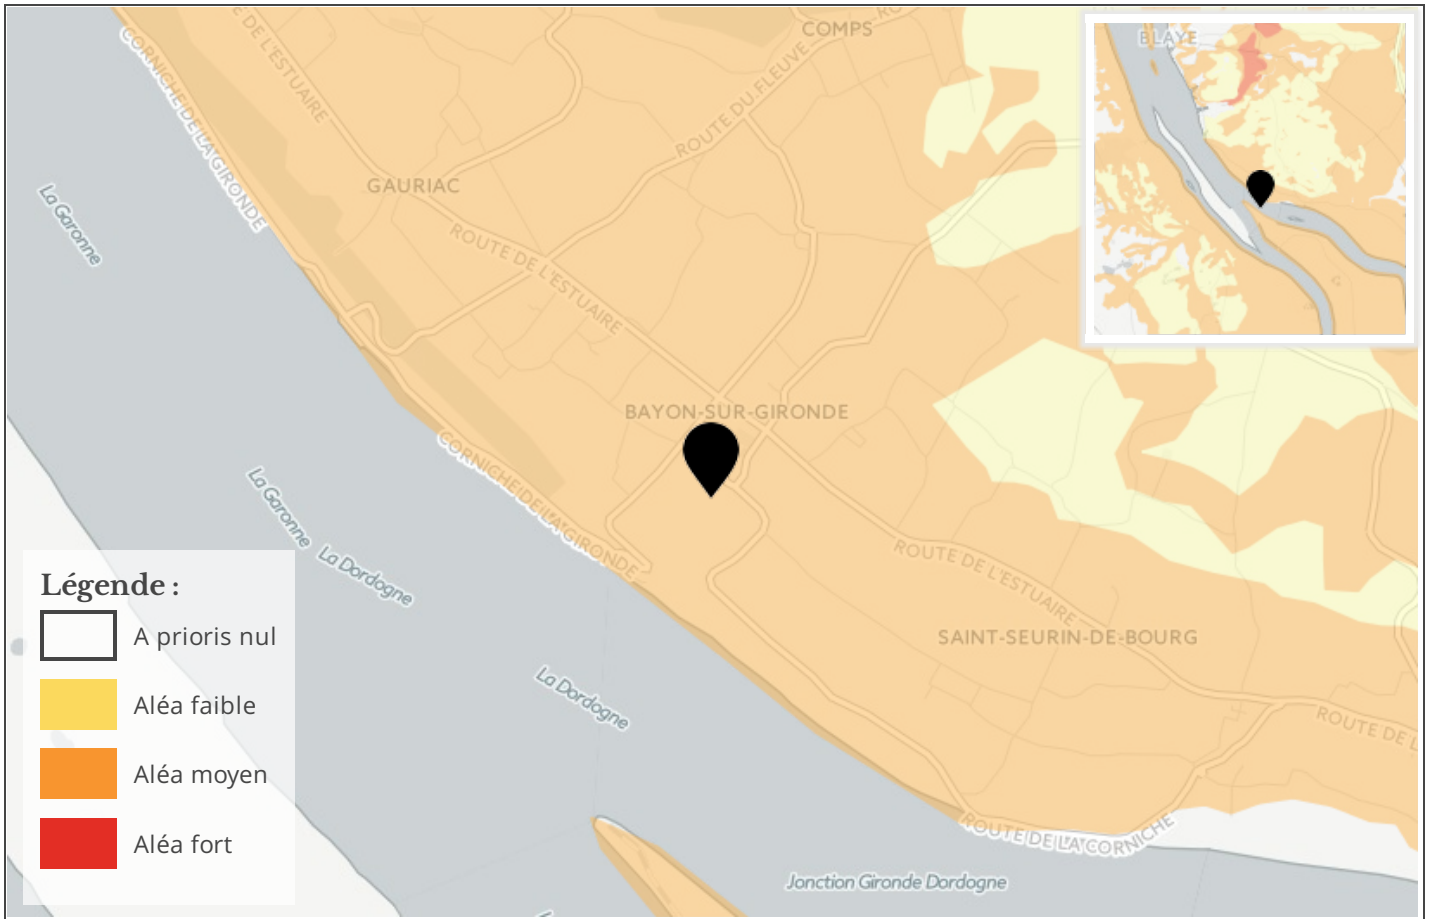 COMPS
BLAYE
CORNICHE DE LA GIRONDE
E DE L'ESTUAIRE
ROUTE DU FLEUVE
RO
La Garonne
GAURIAC
ROUTE DE L'ESTUAIRE
BAYON-SUR-GIRONDE
CORNICHE DE LA GIRONDE
La Garonne
La Dordogne
ROUTE DE L'ESTUAIRE
SAINT-SEURIN-DE-BOURG
La Dordogne
ROUTE DE L
ROUTE DE LA CORNICHE
Jonction Gironde Dordogne
Légende :
A prioris nul
Aléa faible
Aléa moyen
Aléa fort